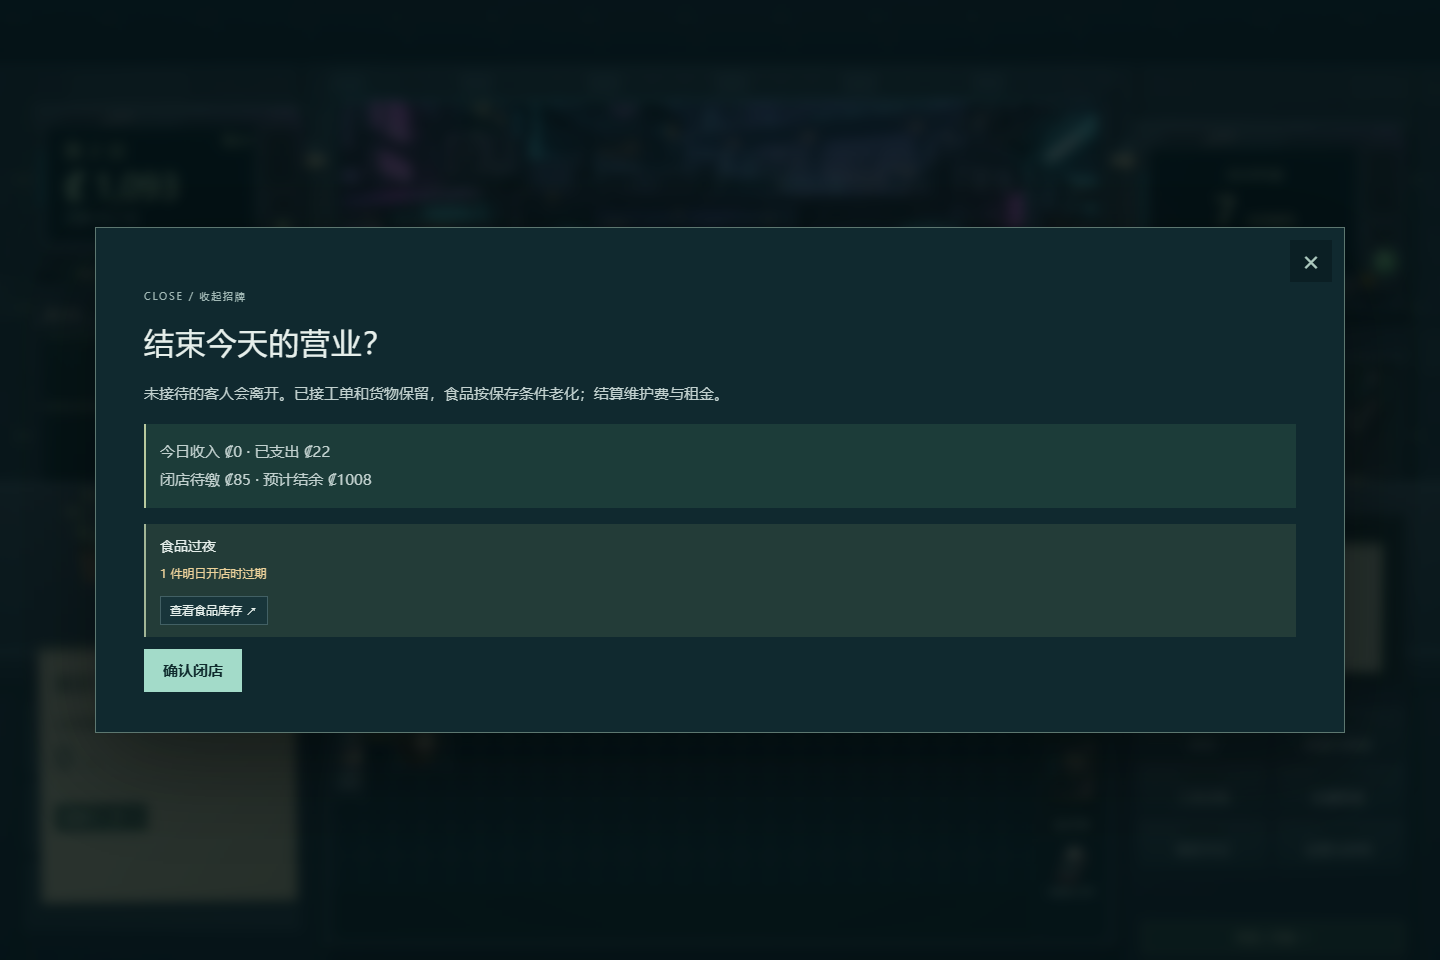 CLOSE / 收起招牌
结束今天的营业？
未接待的客人会离开。已接工单和货物保留，食品按保存条件老化；结算维护费与租金。
今日收入 ₡0 · 已支出 ₡22
闭店待缴 ₡85 · 预计结余 ₡1008
食品过夜
1 件明日开店时过期
查看食品库存 ↗
确认闭店